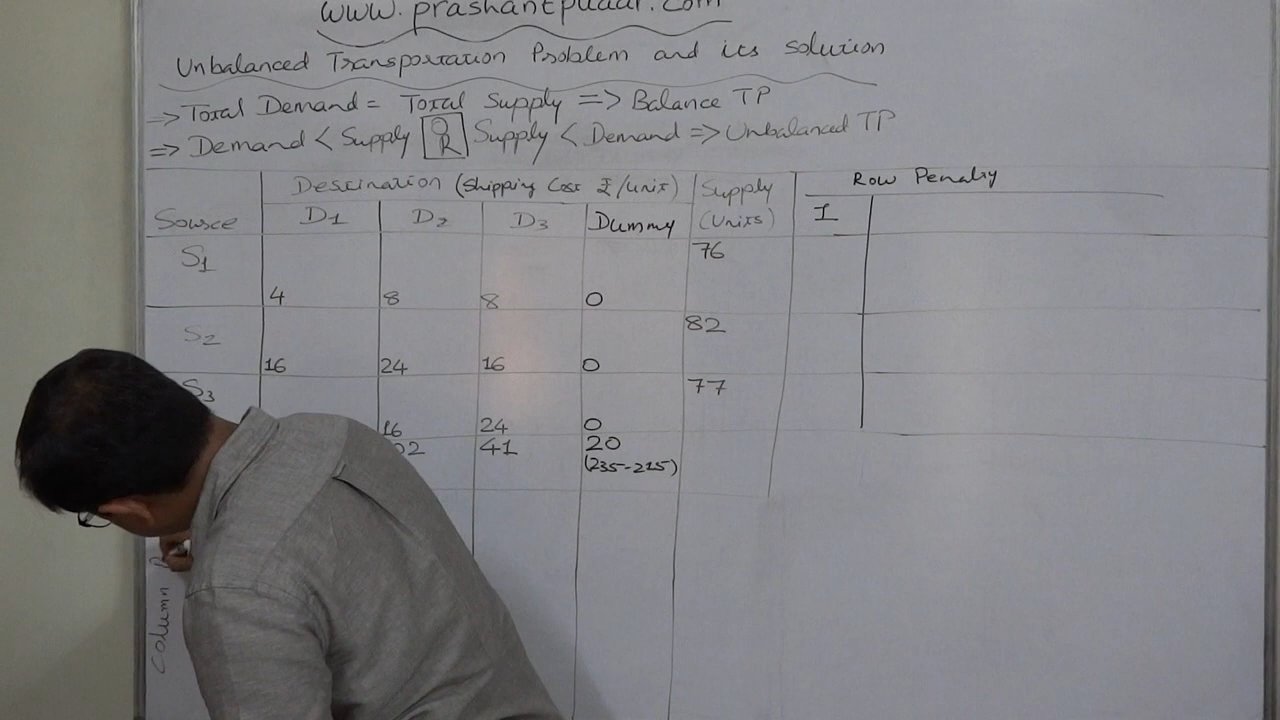 www.prashantpuaar.com
Unbalanced Transportation Problem and its solution
→ Total Demand = Total Supply => Balance TP
=> Demand < Supply OR Supply < Demand => Unbalanced TP
Source Destination (Shipping Cost ₹/Unit) Supply (Units) Row Penalty
D1 D2 D3 Dummy I
S1 76
4 8 8 0
S2 82
16 24 16 0
S3 77
16 24 0
02 41 20
(235-215)
Column